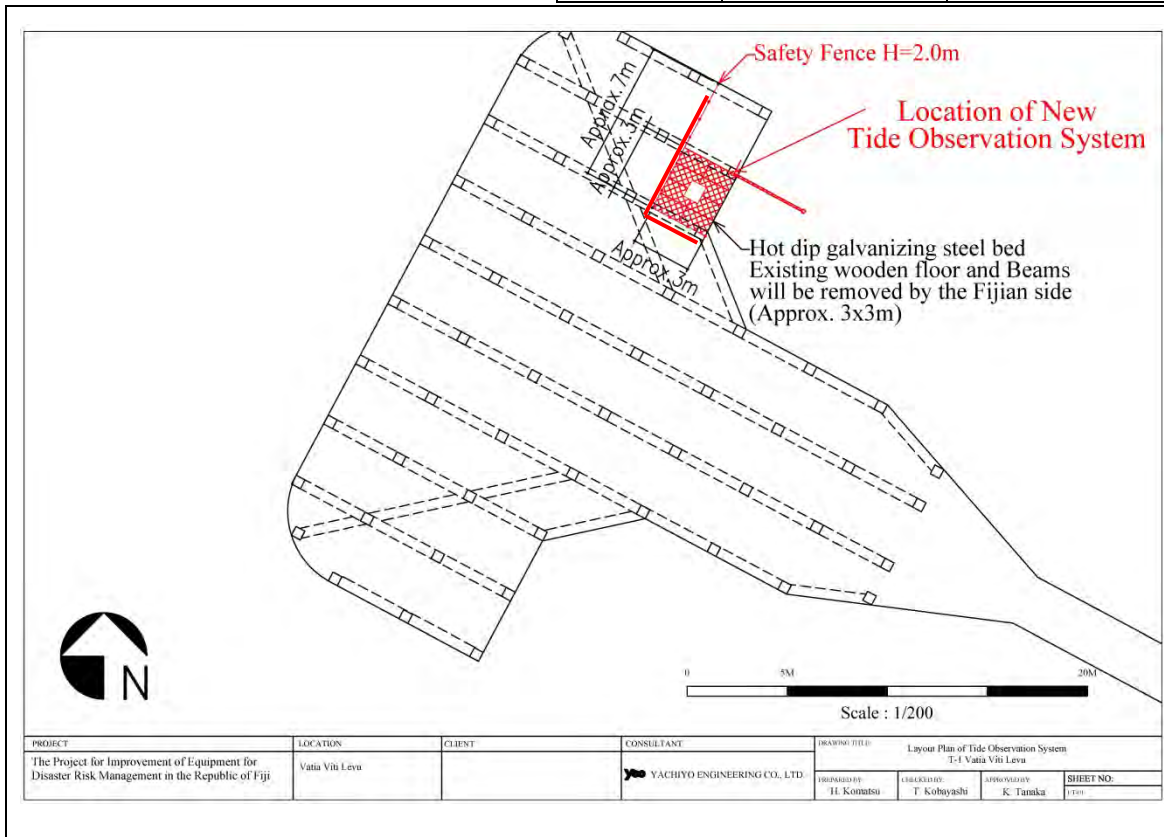 Safety Fence H=2.0m
Location of New
Tide Observation System
Approx.7m
Approx.3m
Approx.3m
Hot dip galvanizing steel bed
Existing wooden floor and Beams
will be removed by the Fijian side
(Approx. 3x3m)
N
0 5M 20M
Scale : 1/200
PROJECT
The Project for Improvement of Equipment for
Disaster Risk Management in the Republic of Fiji
LOCATION
Vatia Viti Levu
CLIENT
CONSULTANT
yeo YACHIYO ENGINEERING CO., LTD.
DRAWING TITLE:
Layout Plan of Tide Observation System
T-1 Vatia Viti Levu
PREPARED BY:
H. Komatsu
CHECKED BY:
T. Kobayashi
APPROVED BY:
K. Tanaka
SHEET NO: